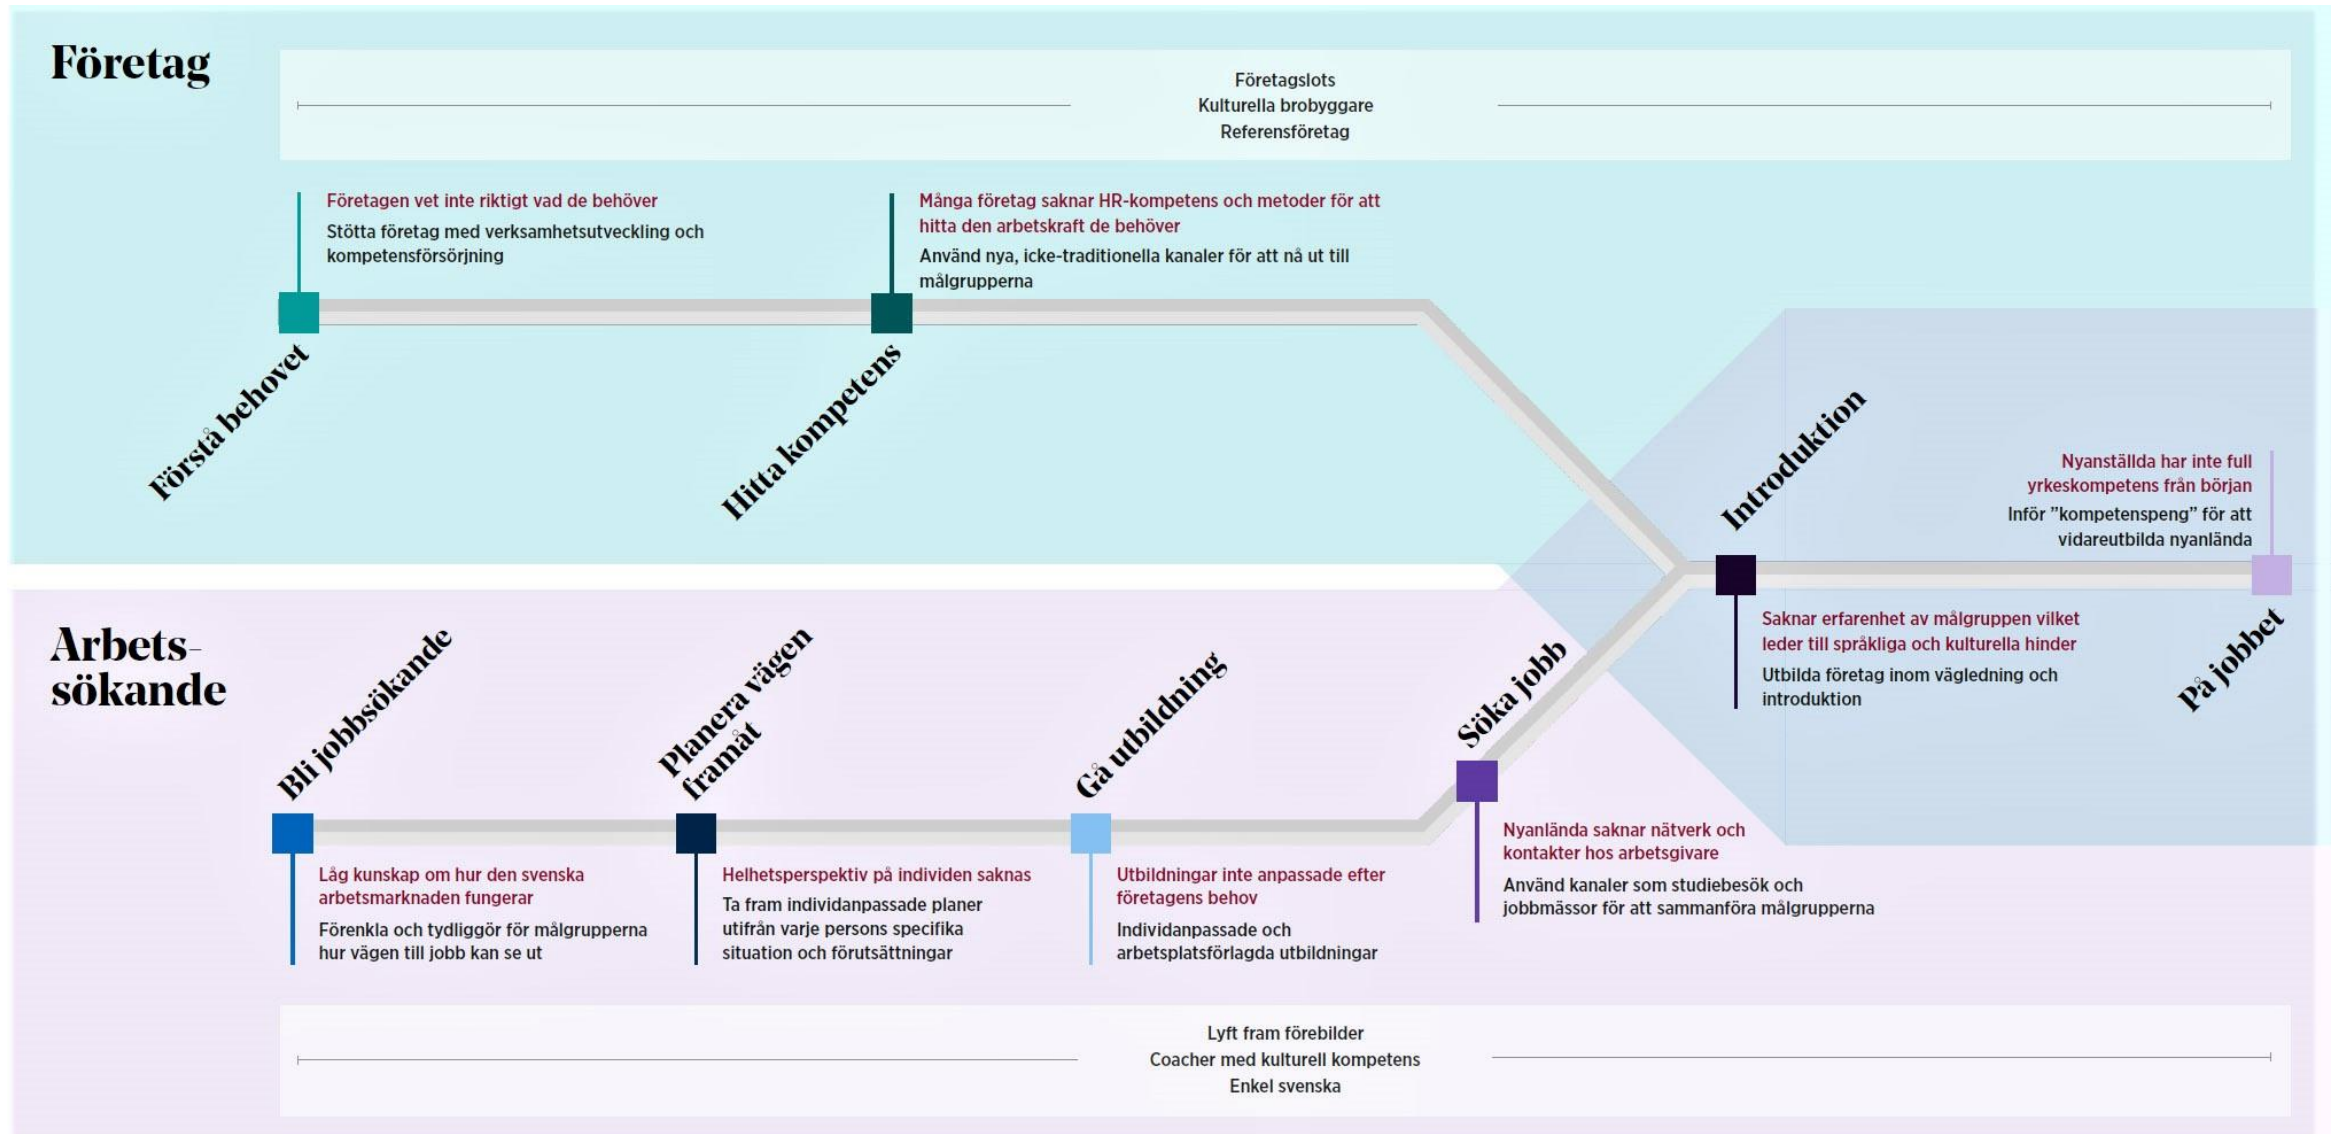 Företag
Företagslots
Kulturella brobyggare
Referensföretag
Företagen vet inte riktigt vad de behöver
Stötta företag med verksamhetsutveckling och
kompetensförsörjning
Många företag saknar HR-kompetens och metoder för att
hitta den arbetskraft de behöver
Använd nya, icke-traditionella kanaler för att nå ut till
målgrupperna
Förstå behovet
Hitta kompetens
Introduktion
Nyanställda har inte full
yrkeskompetens från början
Inför ”kompetenspeng” för att
vidareutbilda nyanlända
Saknar erfarenhet av målgruppen vilket
leder till språkliga och kulturella hinder
Utbilda företag inom vägledning och
introduktion
På jobbet
Arbets-
sökande
Bli jobbsökande
Planera vägen
framåt
Gå utbildning
Söka jobb
Låg kunskap om hur den svenska
arbetsmarknaden fungerar
Förenkla och tydliggör för målgrupperna
hur vägen till jobb kan se ut
Helhetsperspektiv på individen saknas
Ta fram individanpassade planer
utifrån varje persons specifika
situation och förutsättningar
Utbildningar inte anpassade efter
företagens behov
Individanpassade och
arbetsplatsförlagda utbildningar
Nyanlända saknar nätverk och
kontakter hos arbetsgivare
Använd kanaler som studiebesök och
jobbmässor för att sammanföra målgrupperna
Lyft fram förebilder
Coacher med kulturell kompetens
Enkel svenska